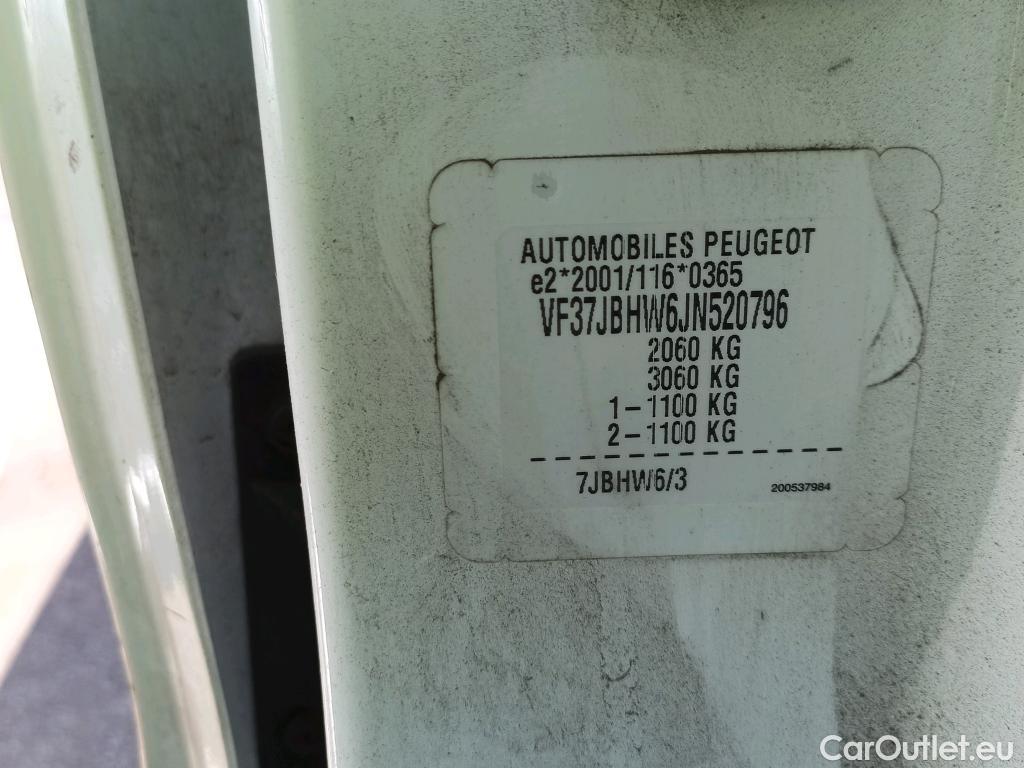 AUTOMOBILES PEUGEOT
e2*2001/116*0365
VF37JBHW6JN520796
2060 KG
3060 KG
1-1100 KG
2-1100 KG
7JBHW6/3
200537984
CarOutlet.eu